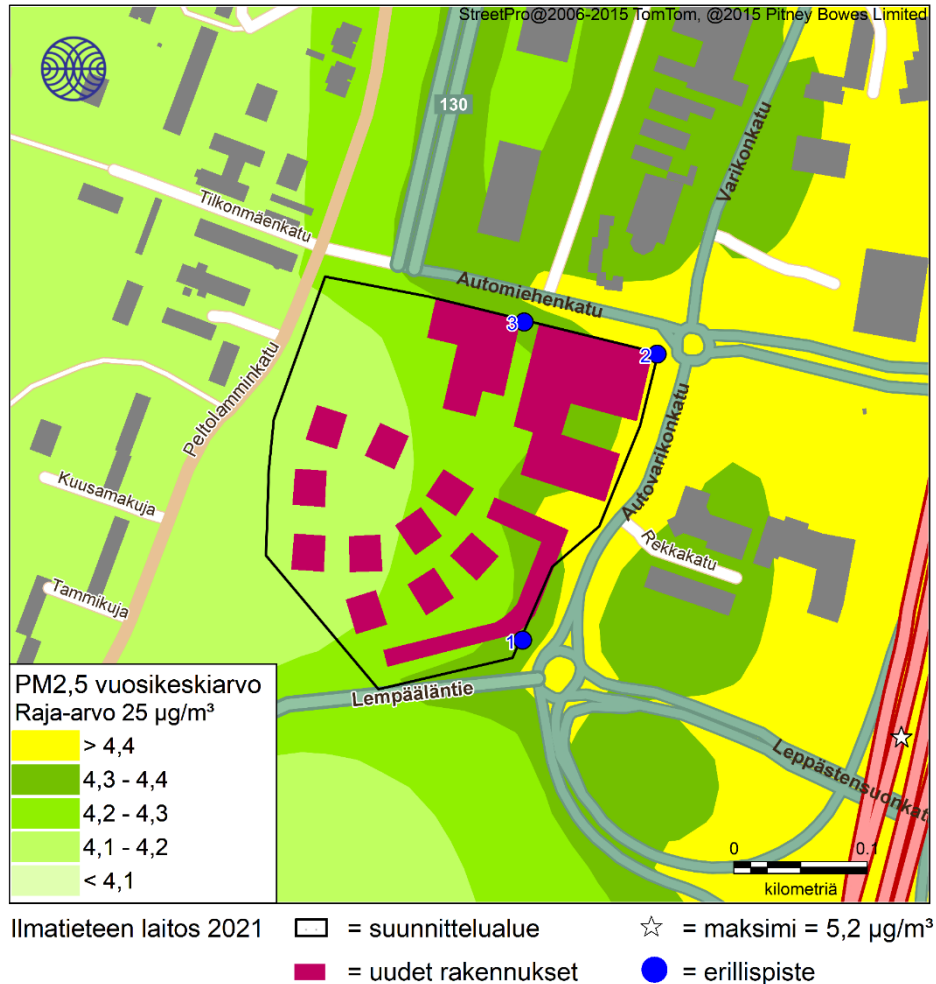 StreetPro@2006-2015 TomTom, @2015 Pitney Bowes Limited
130
Varikonkatu
Tilkonmäenkatu
Automiehenkatu
3
2
Peltolamminkatu
Autovarikonkatu
Kuusamakuja
Rekkakatu
Tammikuja
1
Lempääläntie
Leppästensuonkat
PM2,5 vuosikeskiarvo
Raja-arvo 25 µg/m³
> 4,4
4,3 - 4,4
4,2 - 4,3
4,1 - 4,2
< 4,1
0 0.1
kilometriä
Ilmatieteen laitos 2021 = suunnittelualue = maksimi = 5,2 µg/m³
= uudet rakennukset = erillispiste